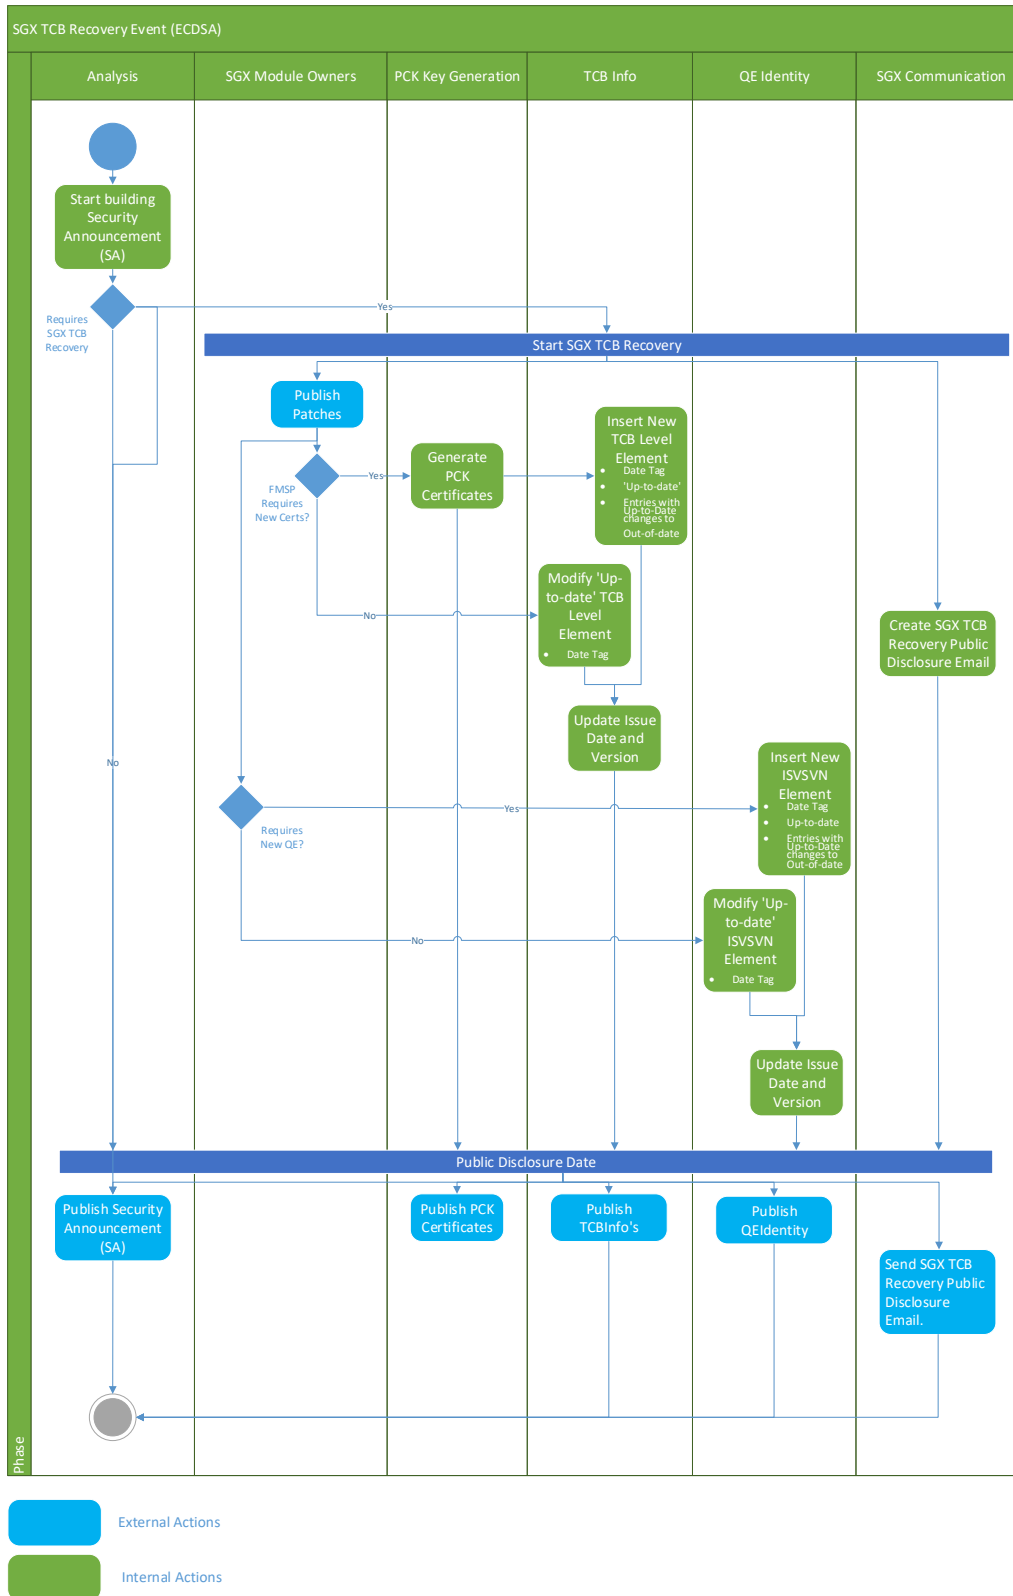 SGX TCB Recovery Event (ECDSA)
Analysis
SGX Module Owners
PCK Key Generation
TCB Info
QE Identity
SGX Communication
Start building
Security
Announcement
(SA)
Requires
SGX TCB
Recovery
Yes
Start SGX TCB Recovery
Publish
Patches
FMSP
Requires
New Certs?
Yes
Generate
PCK
Certificates
Insert New
TCB Level
Element
• Date Tag
• 'Up-to-date'
• Entries with
Up-to-Date
changes to
Out-of-date
No
Modify 'Up-
to-date' TCB
Level
Element
• Date Tag
Create SGX TCB
Recovery Public
Disclosure Email
Update Issue
Date and
Version
No
Requires
New QE?
Yes
Insert New
ISVSVN
Element
• Date Tag
• Up-to-date
• Entries with
Up-to-Date
changes to
Out-of-date
No
Modify 'Up-
to-date'
ISVSVN
Element
• Date Tag
Update Issue
Date and
Version
Public Disclosure Date
Publish Security
Announcement
(SA)
Publish PCK
Certificates
Publish
TCBInfo's
Publish
QEIdentity
Send SGX TCB
Recovery Public
Disclosure
Email.
Phase
External Actions
Internal Actions